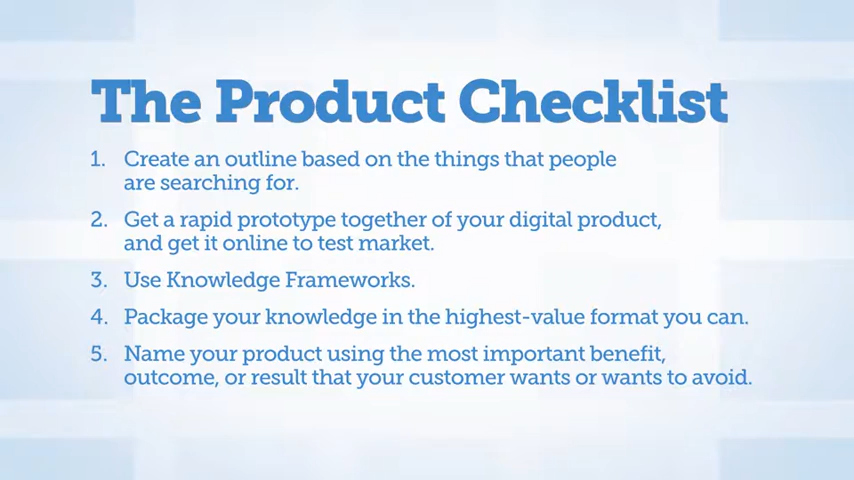 The Product Checklist
1. Create an outline based on the things that people
are searching for.
2. Get a rapid prototype together of your digital product,
and get it online to test market.
3. Use Knowledge Frameworks.
4. Package your knowledge in the highest-value format you can.
5. Name your product using the most important benefit,
outcome, or result that your customer wants or wants to avoid.